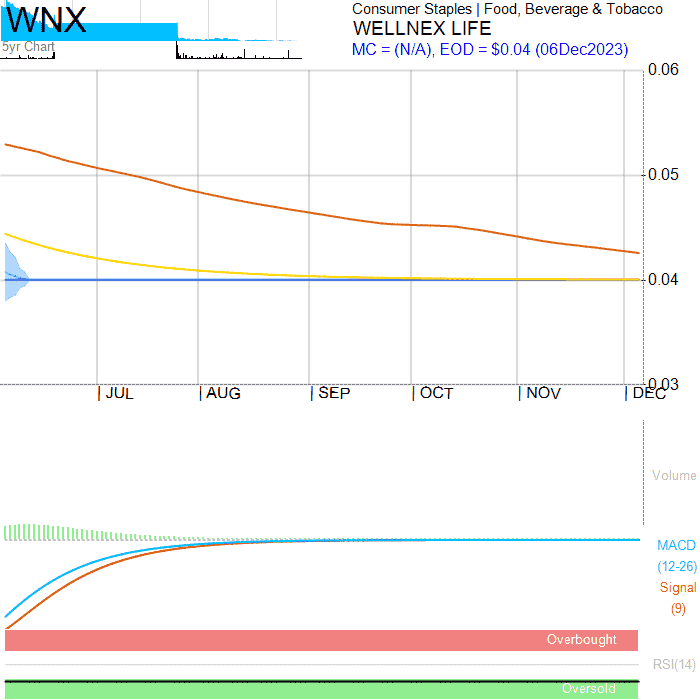 WNX
5yr Chart
Consumer Staples | Food, Beverage & Tobacco
WELLNEX LIFE
MC = (N/A), EOD = $0.04 (06Dec2023)
0.06
0.05
0.04
0.03
| JUL | AUG | SEP | OCT | NOV | DEC
Volume
MACD
(12-26)
Signal
(9)
Overbought
RSI(14)
Oversold